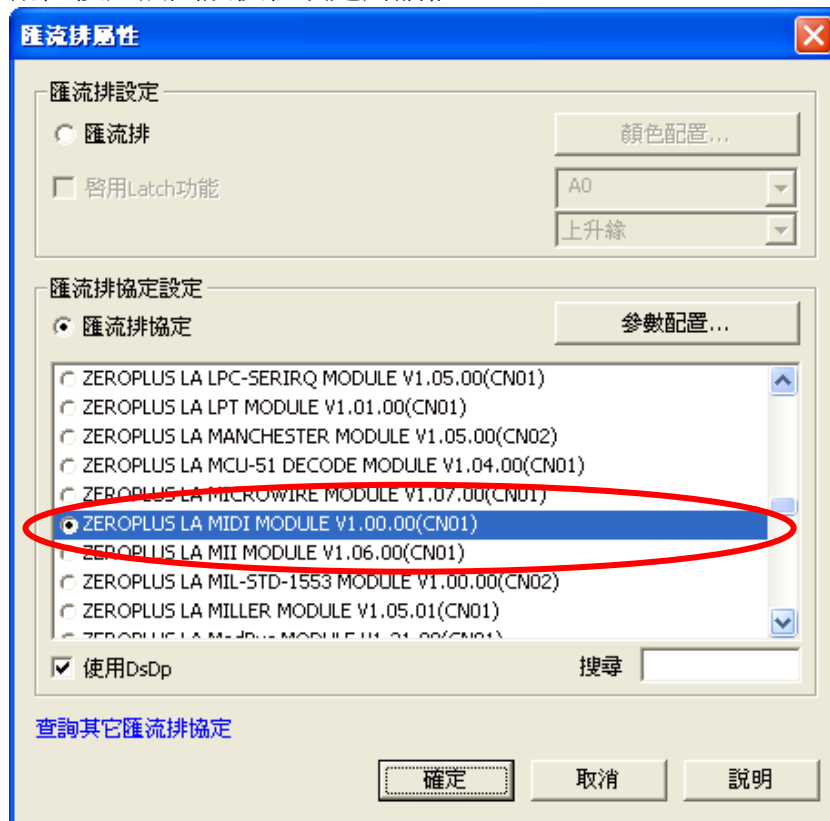 匯流排屬性
匯流排設定
匯流排
顏色配置...
啓用Latch功能
A0
上升緣
匯流排協定設定
匯流排協定
參數配置...
ZEROPLUS LA LPC-SERIRQ MODULE V1.05.00(CN01)
ZEROPLUS LA LPT MODULE V1.01.00(CN01)
ZEROPLUS LA MANCHESTER MODULE V1.05.00(CN02)
ZEROPLUS LA MCU-51 DECODE MODULE V1.04.00(CN01)
ZEROPLUS LA MICROWIRE MODULE V1.07.00(CN01)
ZEROPLUS LA MIDI MODULE V1.00.00(CN01)
ZEROPLUS LA MII MODULE V1.06.00(CN01)
ZEROPLUS LA MIL-STD-1553 MODULE V1.00.00(CN02)
ZEROPLUS LA MILLER MODULE V1.05.01(CN01)
ZEROPLUS LA ModBus MODULE
使用DsDp
搜尋
查詢其它匯流排協定
確定
取消
說明